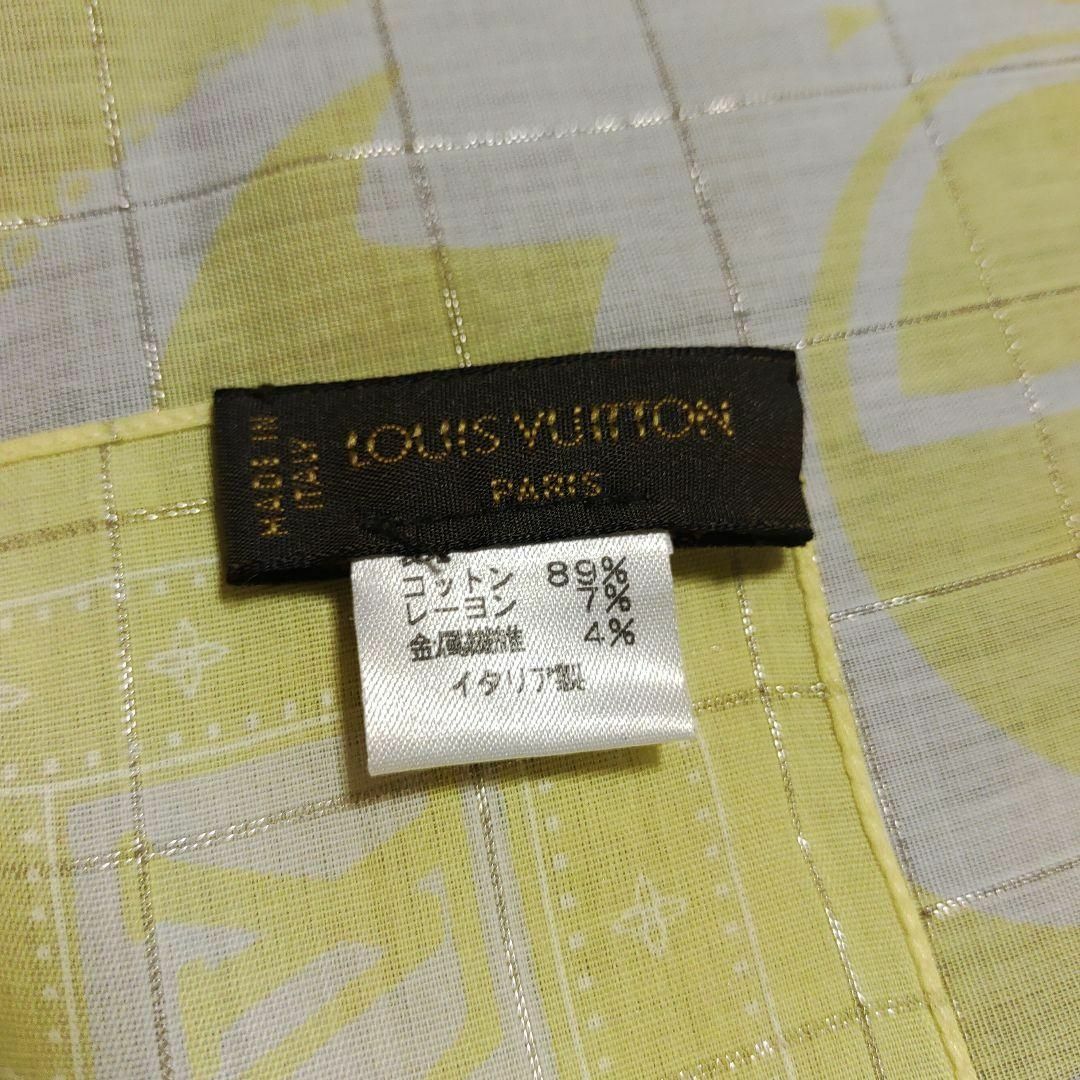 MADE IN
ITALY
LOUIS VUITTON
PARIS
コットン 89%
レーヨン 7%
金属繊維 4%
イタリア製